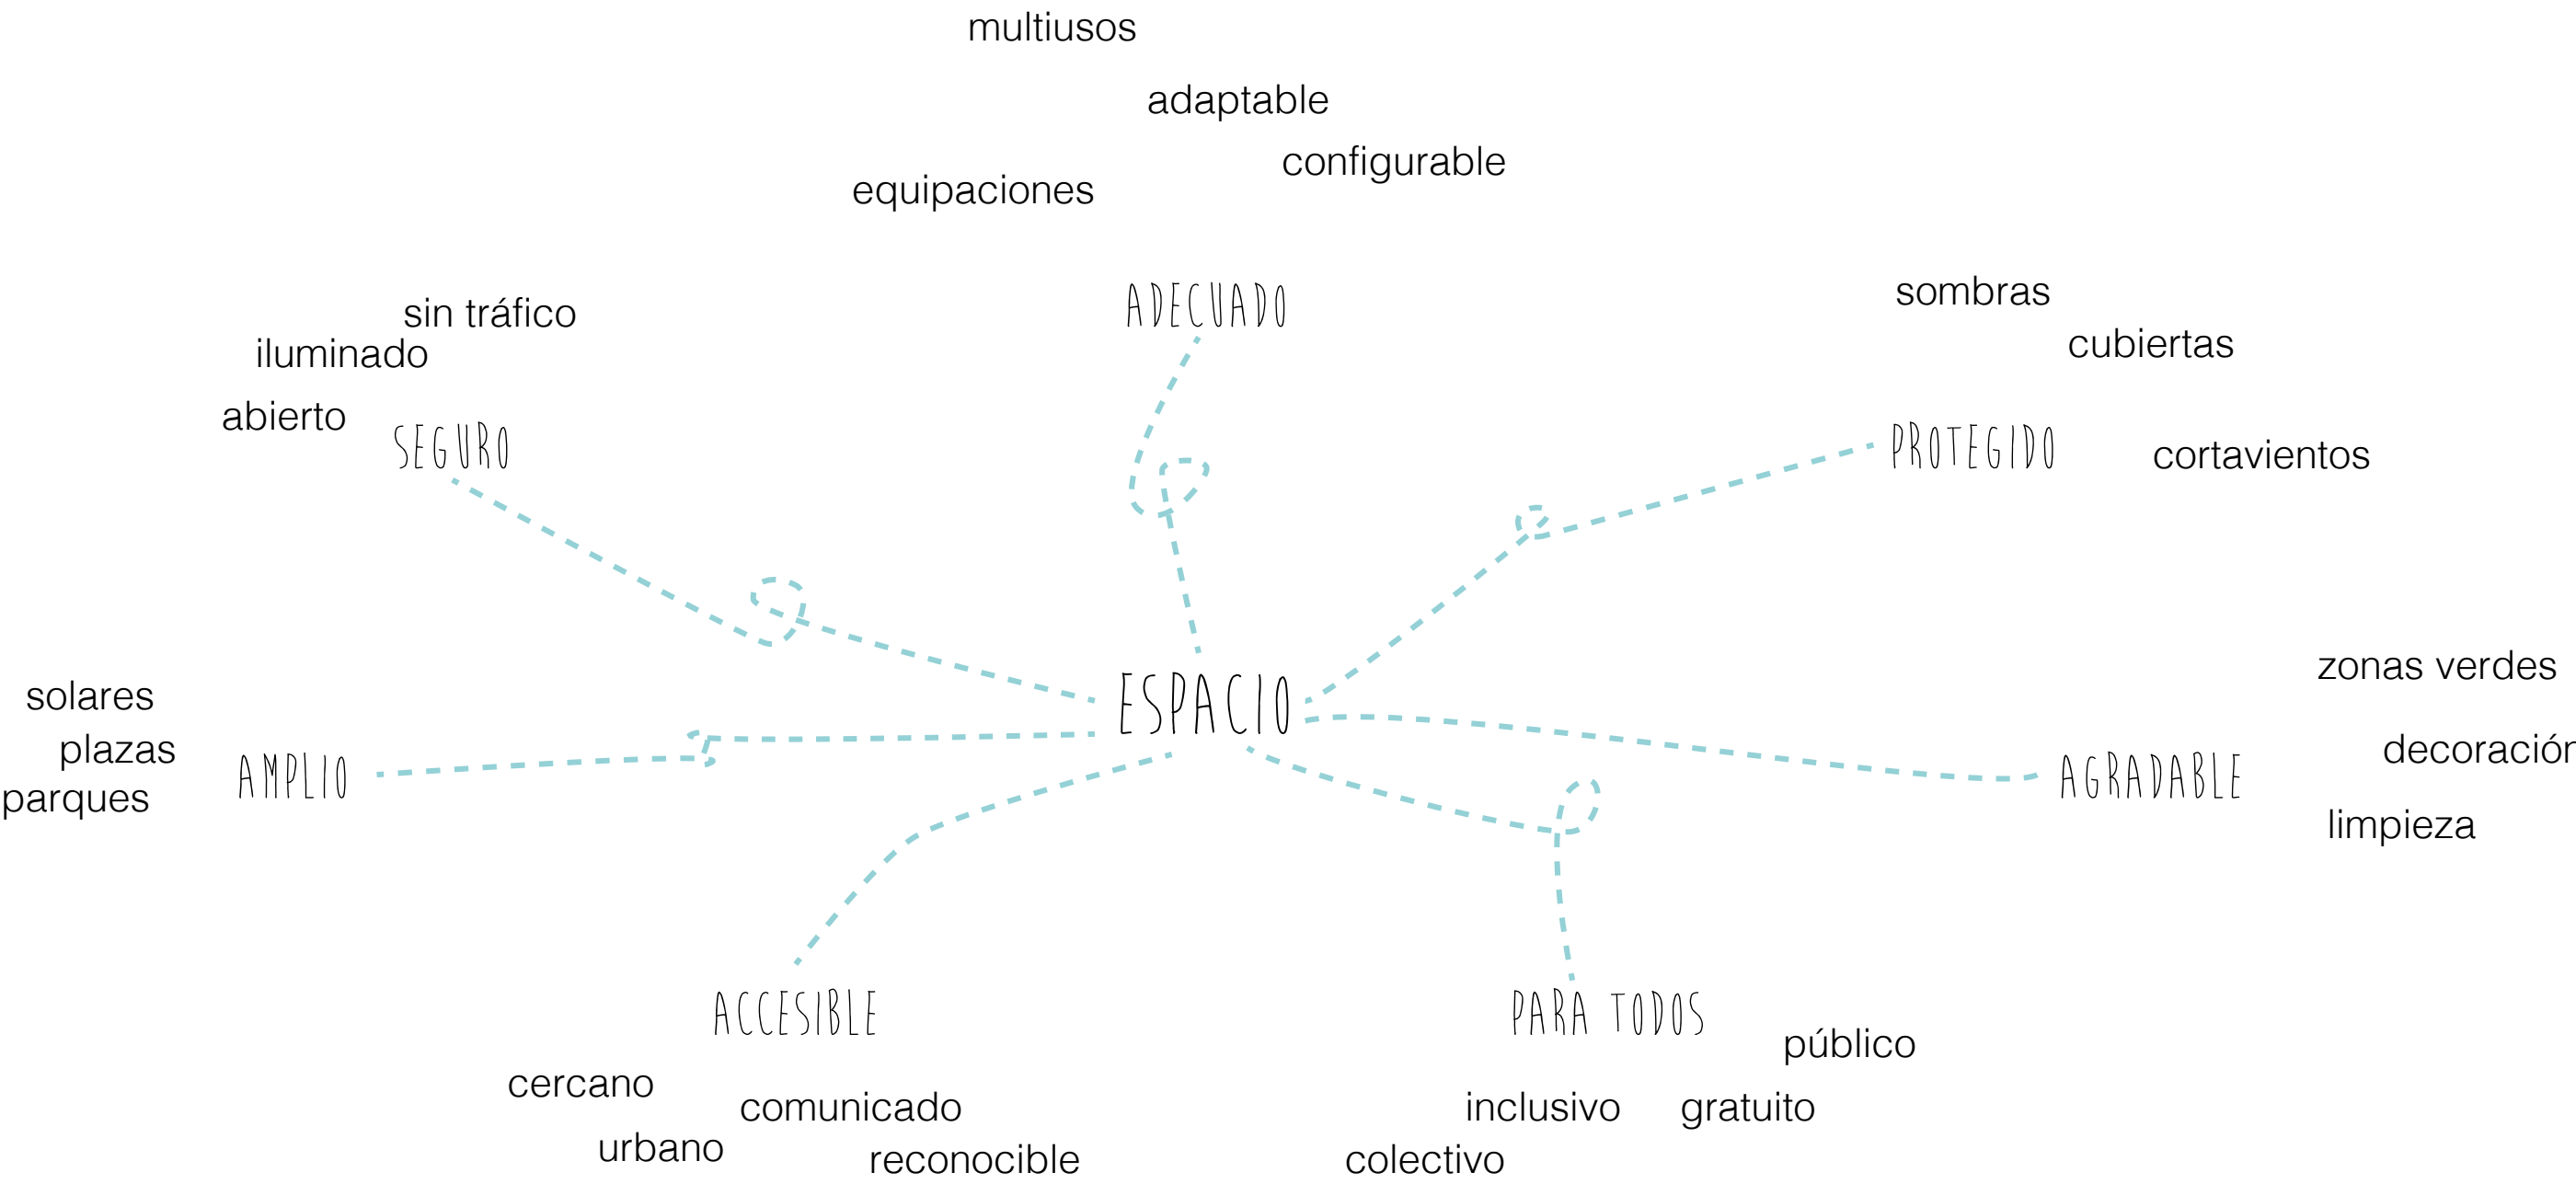 multiusos
adaptable
configurable
equipaciones
ADECUADO
sombras
cubiertas
PROTEGIDO
cortavientos
sin tráfico
iluminado
abierto
SEGURO
ESPACIO
zonas verdes
decoración
AGRADABLE
limpieza
solares
plazas
AMPLIO
parques
ACCESIBLE
cercano
comunicado
urbano
reconocible
PARA TODOS
público
inclusivo
gratuito
colectivo